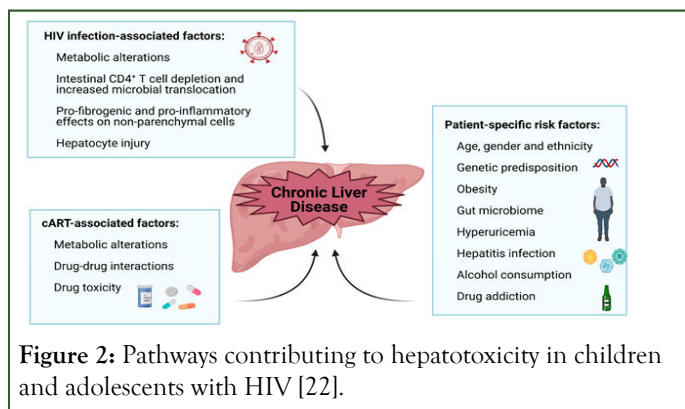 HIV infection-associated factors:
Metabolic alterations
Intestinal CD4⁺ T cell depletion and
increased microbial translocation
Pro-fibrogenic and pro-inflammatory
effects on non-parenchymal cells
Hepatocyte injury
Chronic Liver
Disease
cART-associated factors:
Metabolic alterations
Drug-drug interactions
Drug toxicity
Patient-specific risk factors:
Age, gender and ethnicity
Genetic predisposition
Obesity
Gut microbiome
Hyperuricemia
Hepatitis infection
Alcohol consumption
Drug addiction
Figure 2: Pathways contributing to hepatotoxicity in children
and adolescents with HIV [22].